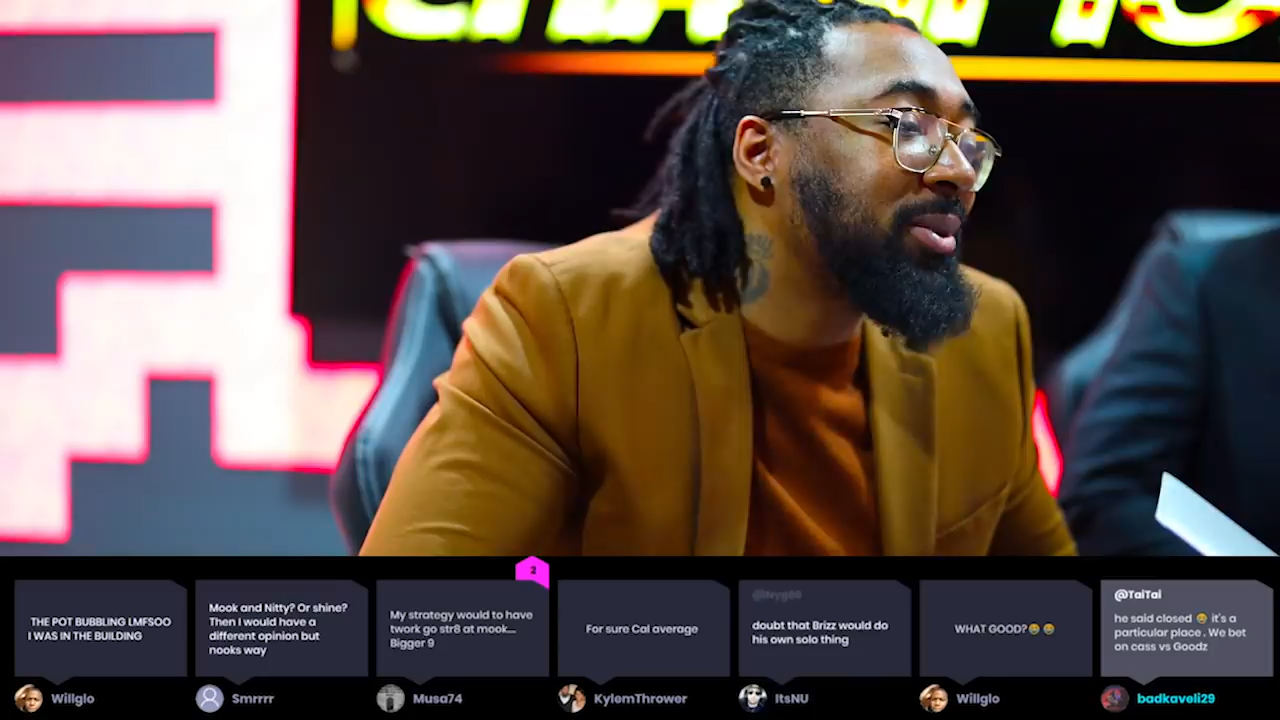 THE POT BUBBLING LMFSOO
I WAS IN THE BUILDING
Willglo
Mook and Nitty? Or shine?
Then I would have a
different opinion but
nooks way
Smrrrr
2
My strategy would to have
twork go str8 at mook....
Bigger 9
Musa74
For sure Cal average
KylemThrower
@Nyg86
doubt that Brizz would do
his own solo thing
ItsNU
WHAT GOOD?😭 😭
Willglo
@TaiTai
he said closed 😭 it's a
particular place . We bet
on cass vs Goodz
badkaveli29